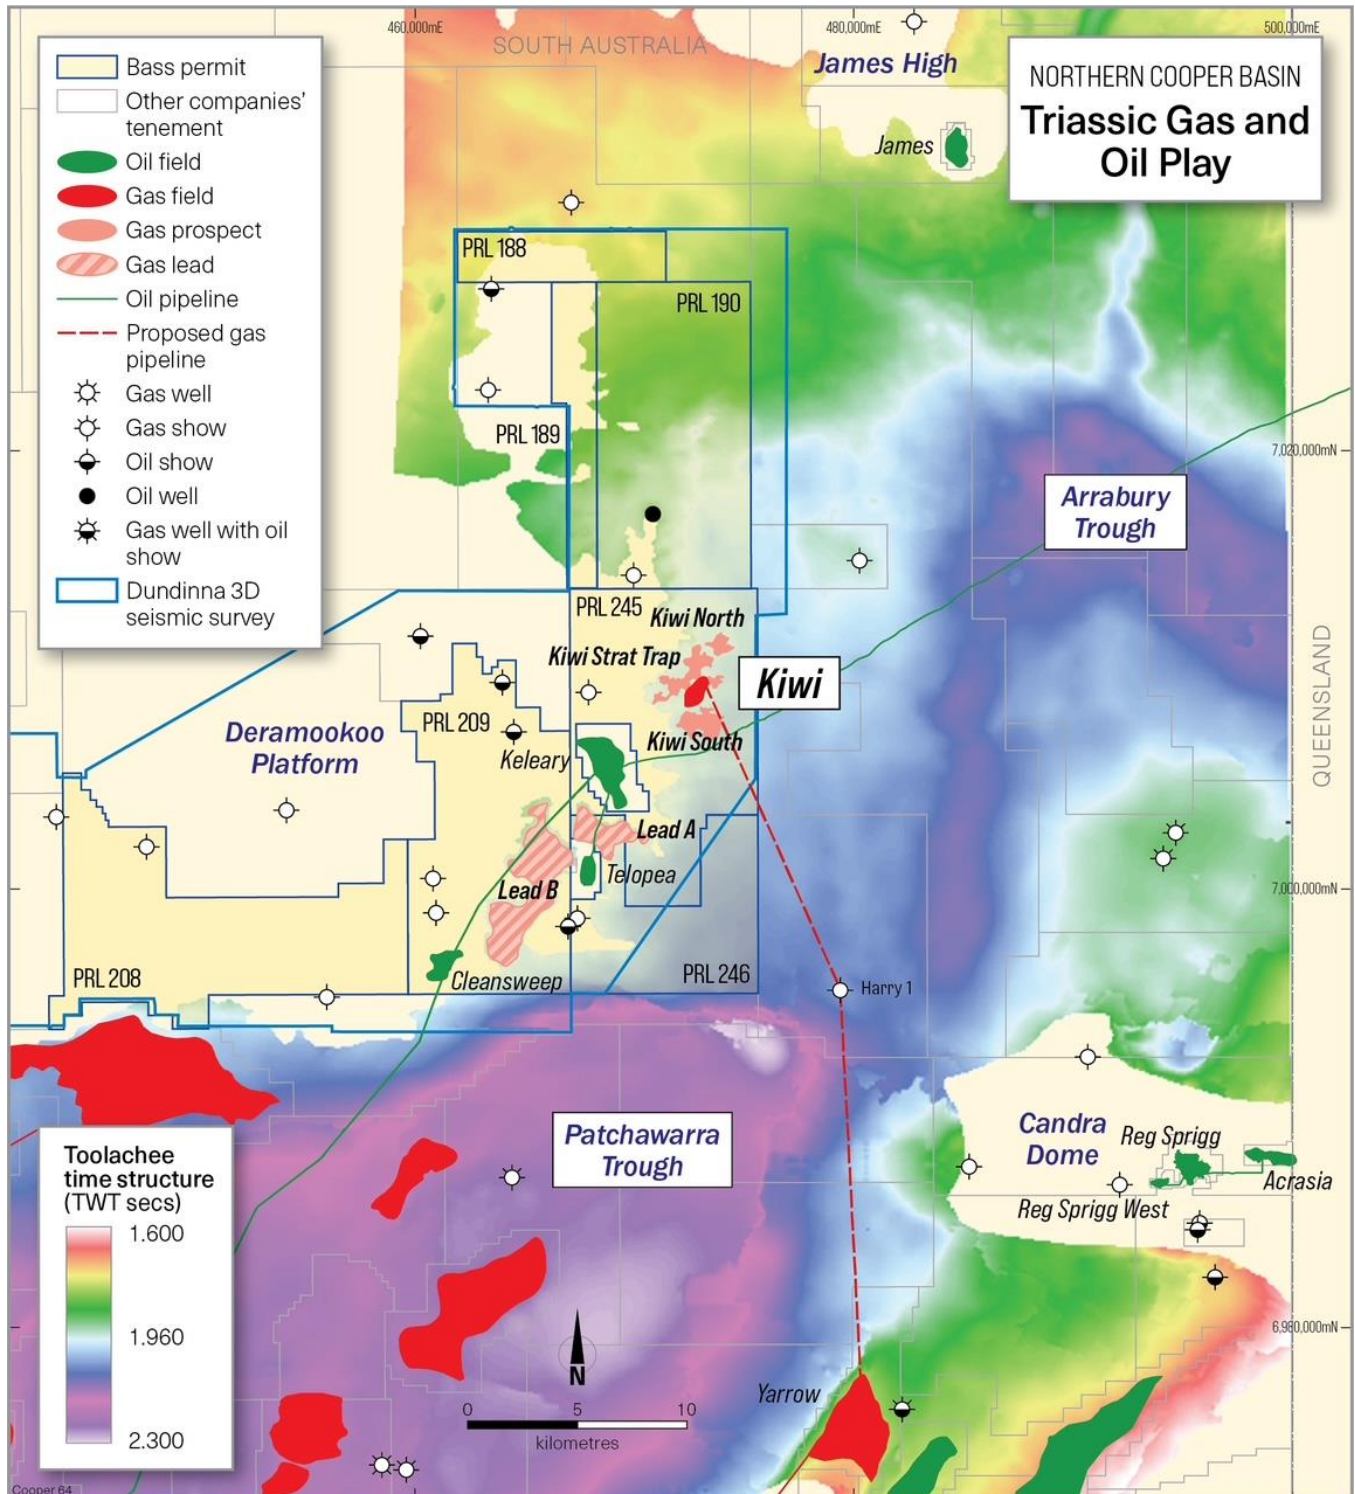 460,000mE
480,000mE
500,000mE
SOUTH AUSTRALIA
James High
NORTHERN COOPER BASIN
Triassic Gas and
Oil Play
Bass permit
Other companies'
tenement
Oil field
Gas field
Gas prospect
Gas lead
Oil pipeline
Proposed gas
pipeline
Gas well
Gas show
Oil show
Oil well
Gas well with oil
show
Dundinna 3D
seismic survey
James
PRL 188
PRL 190
PRL 189
7,020,000mN
Arrabury
Trough
PRL 245
Kiwi North
Kiwi Strat Trap
Kiwi
QUEENSLAND
PRL 209
Deramookoo
Platform
Kiwi South
Keleary
Lead A
Telopea
Lead B
7,000,000mN
PRL 208
Cleansweep
PRL 246
Harry 1
Patchawarra
Trough
Candra
Dome
Reg Sprigg
Acrasia
Reg Sprigg West
Toolachee
time structure
(TWT secs)
1.600
1.960
2.300
6,980,000mN
N
Yarrow
0
5
10
kilometres
Cooper 64